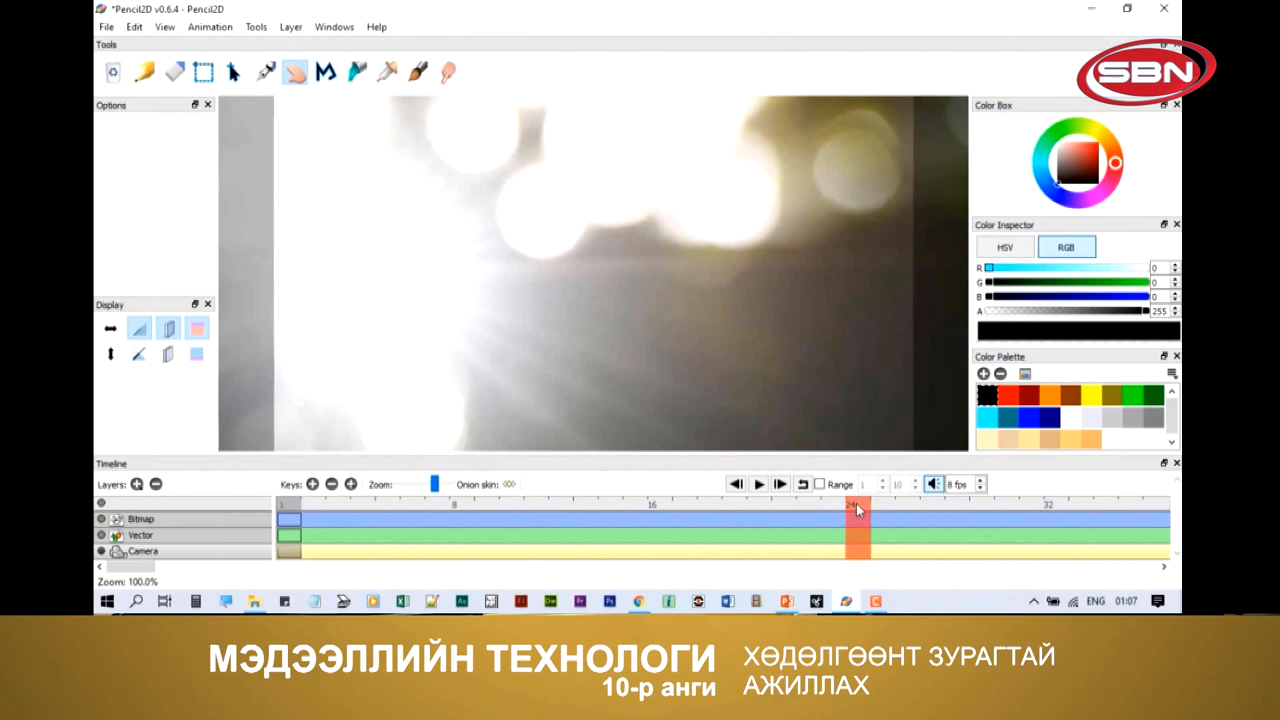 *Pencil2D v0.6.4 - Pencil2D
File Edit View Animation Tools Layer Windows Help
Tools
SBN
Options
Color Box
Color Inspector
HSV RGB
R 0
G 0
B 0
A 255
Display
Color Palette
Timeline
Layers: Keys: Zoom: Onion skin: Range 1 10 8 fps
1 8 16 24 32
Bitmap
Vector
Camera
Zoom: 100.0%
ENG 01:07
МЭДЭЭЛЛИЙН ТЕХНОЛОГИ
10-р анги
ХӨДӨЛГӨӨНТ ЗУРАГТАЙ
АЖИЛЛАХ